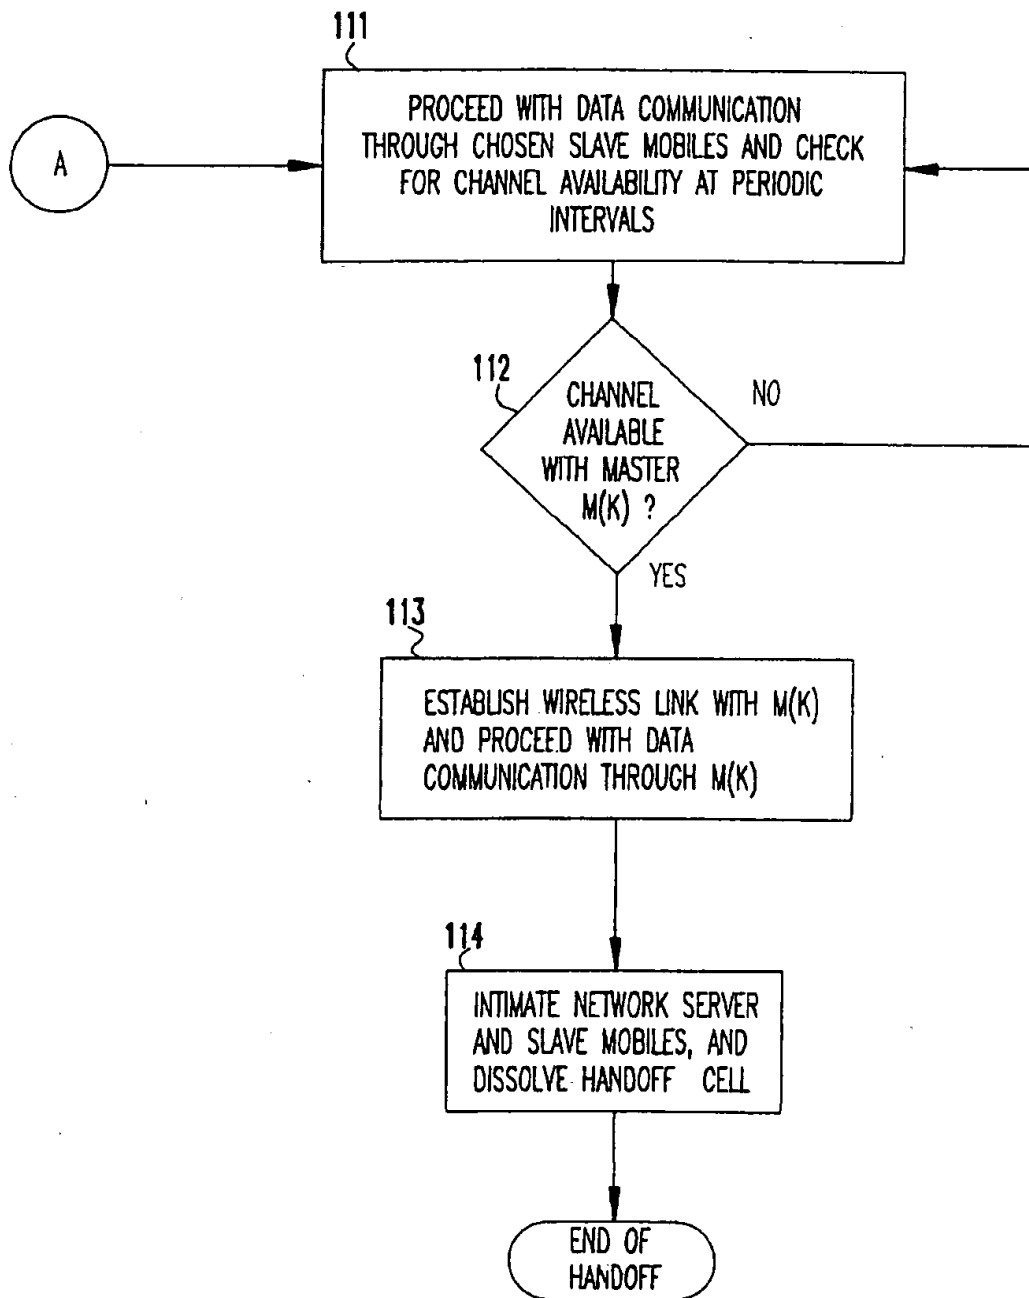 111
A
PROCEED WITH DATA COMMUNICATION
THROUGH CHOSEN SLAVE MOBILES AND CHECK
FOR CHANNEL AVAILABILITY AT PERIODIC
INTERVALS
112
CHANNEL
AVAILABLE
WITH MASTER
M(K) ?
NO
YES
113
ESTABLISH WIRELESS LINK WITH M(K)
AND PROCEED WITH DATA
COMMUNICATION THROUGH M(K)
114
INTIMATE NETWORK SERVER
AND SLAVE MOBILES, AND
DISSOLVE HANDOFF CELL
END OF
HANDOFF